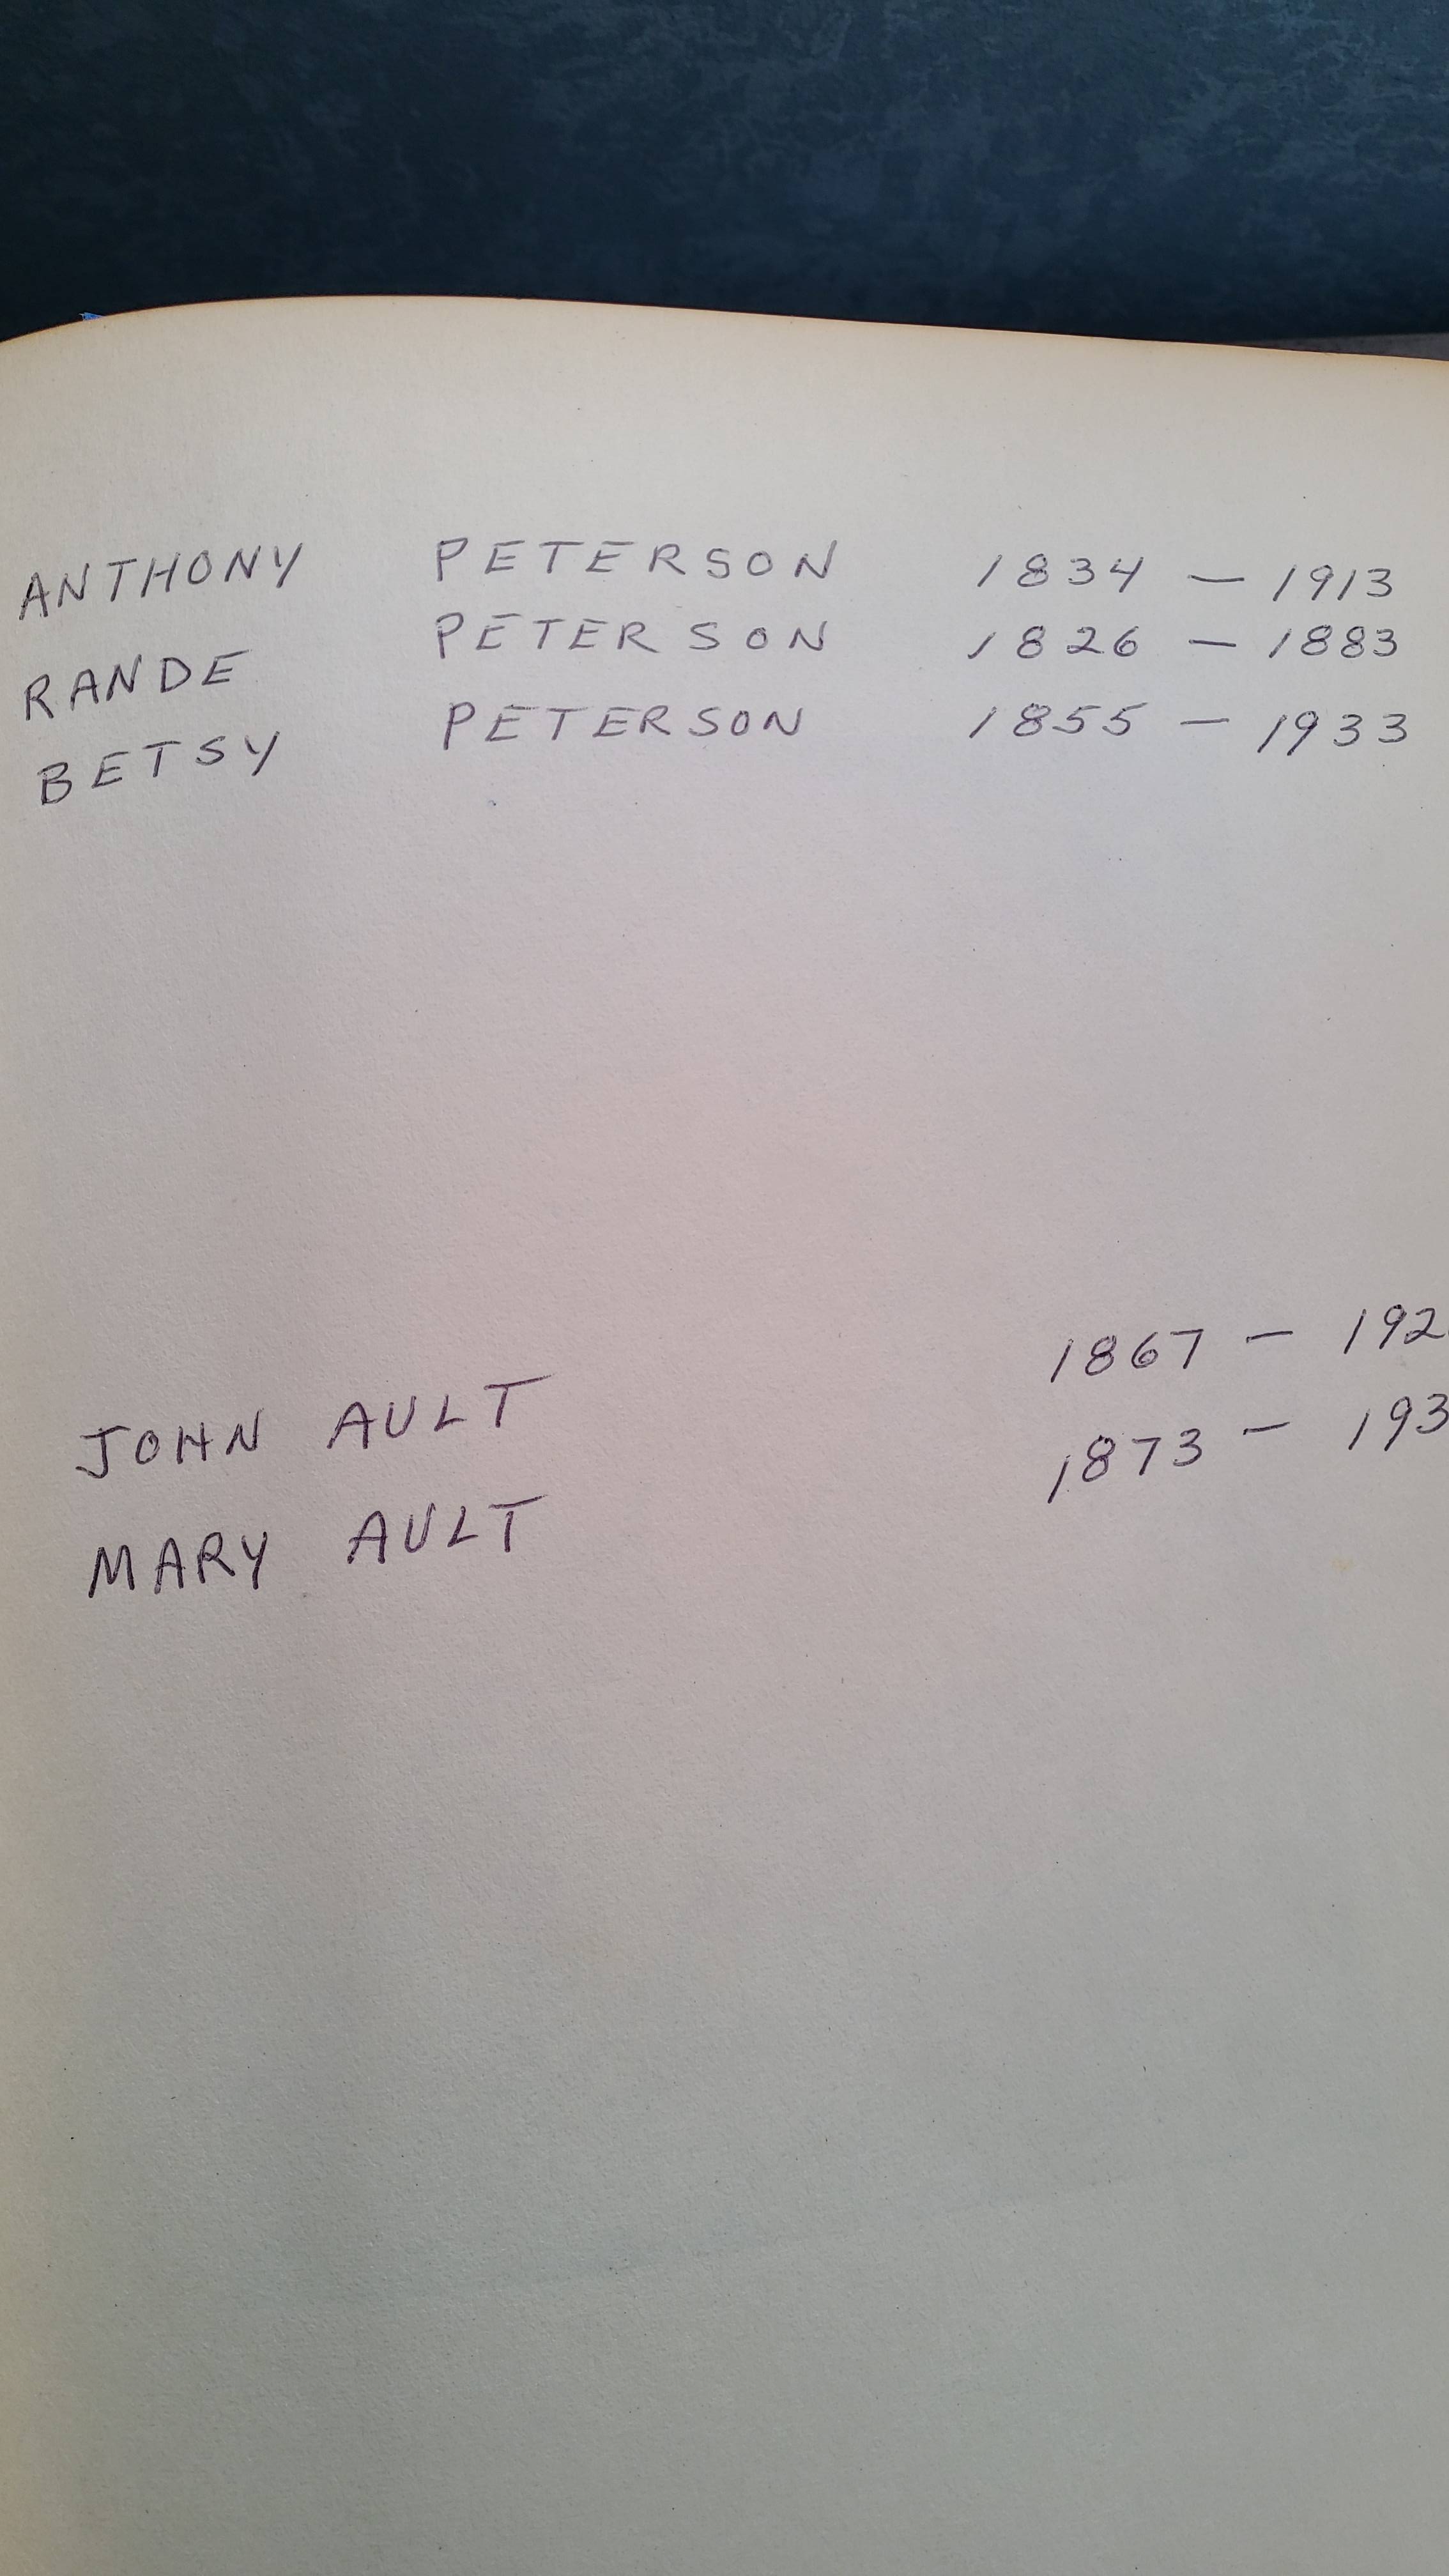 ANTHONY PETERSON 1834 — 1913
RANDE PETERSON 1826 — 1883
BETSY PETERSON 1855 — 1933
JOHN AULT 1867 —
MARY AULT 1873 —